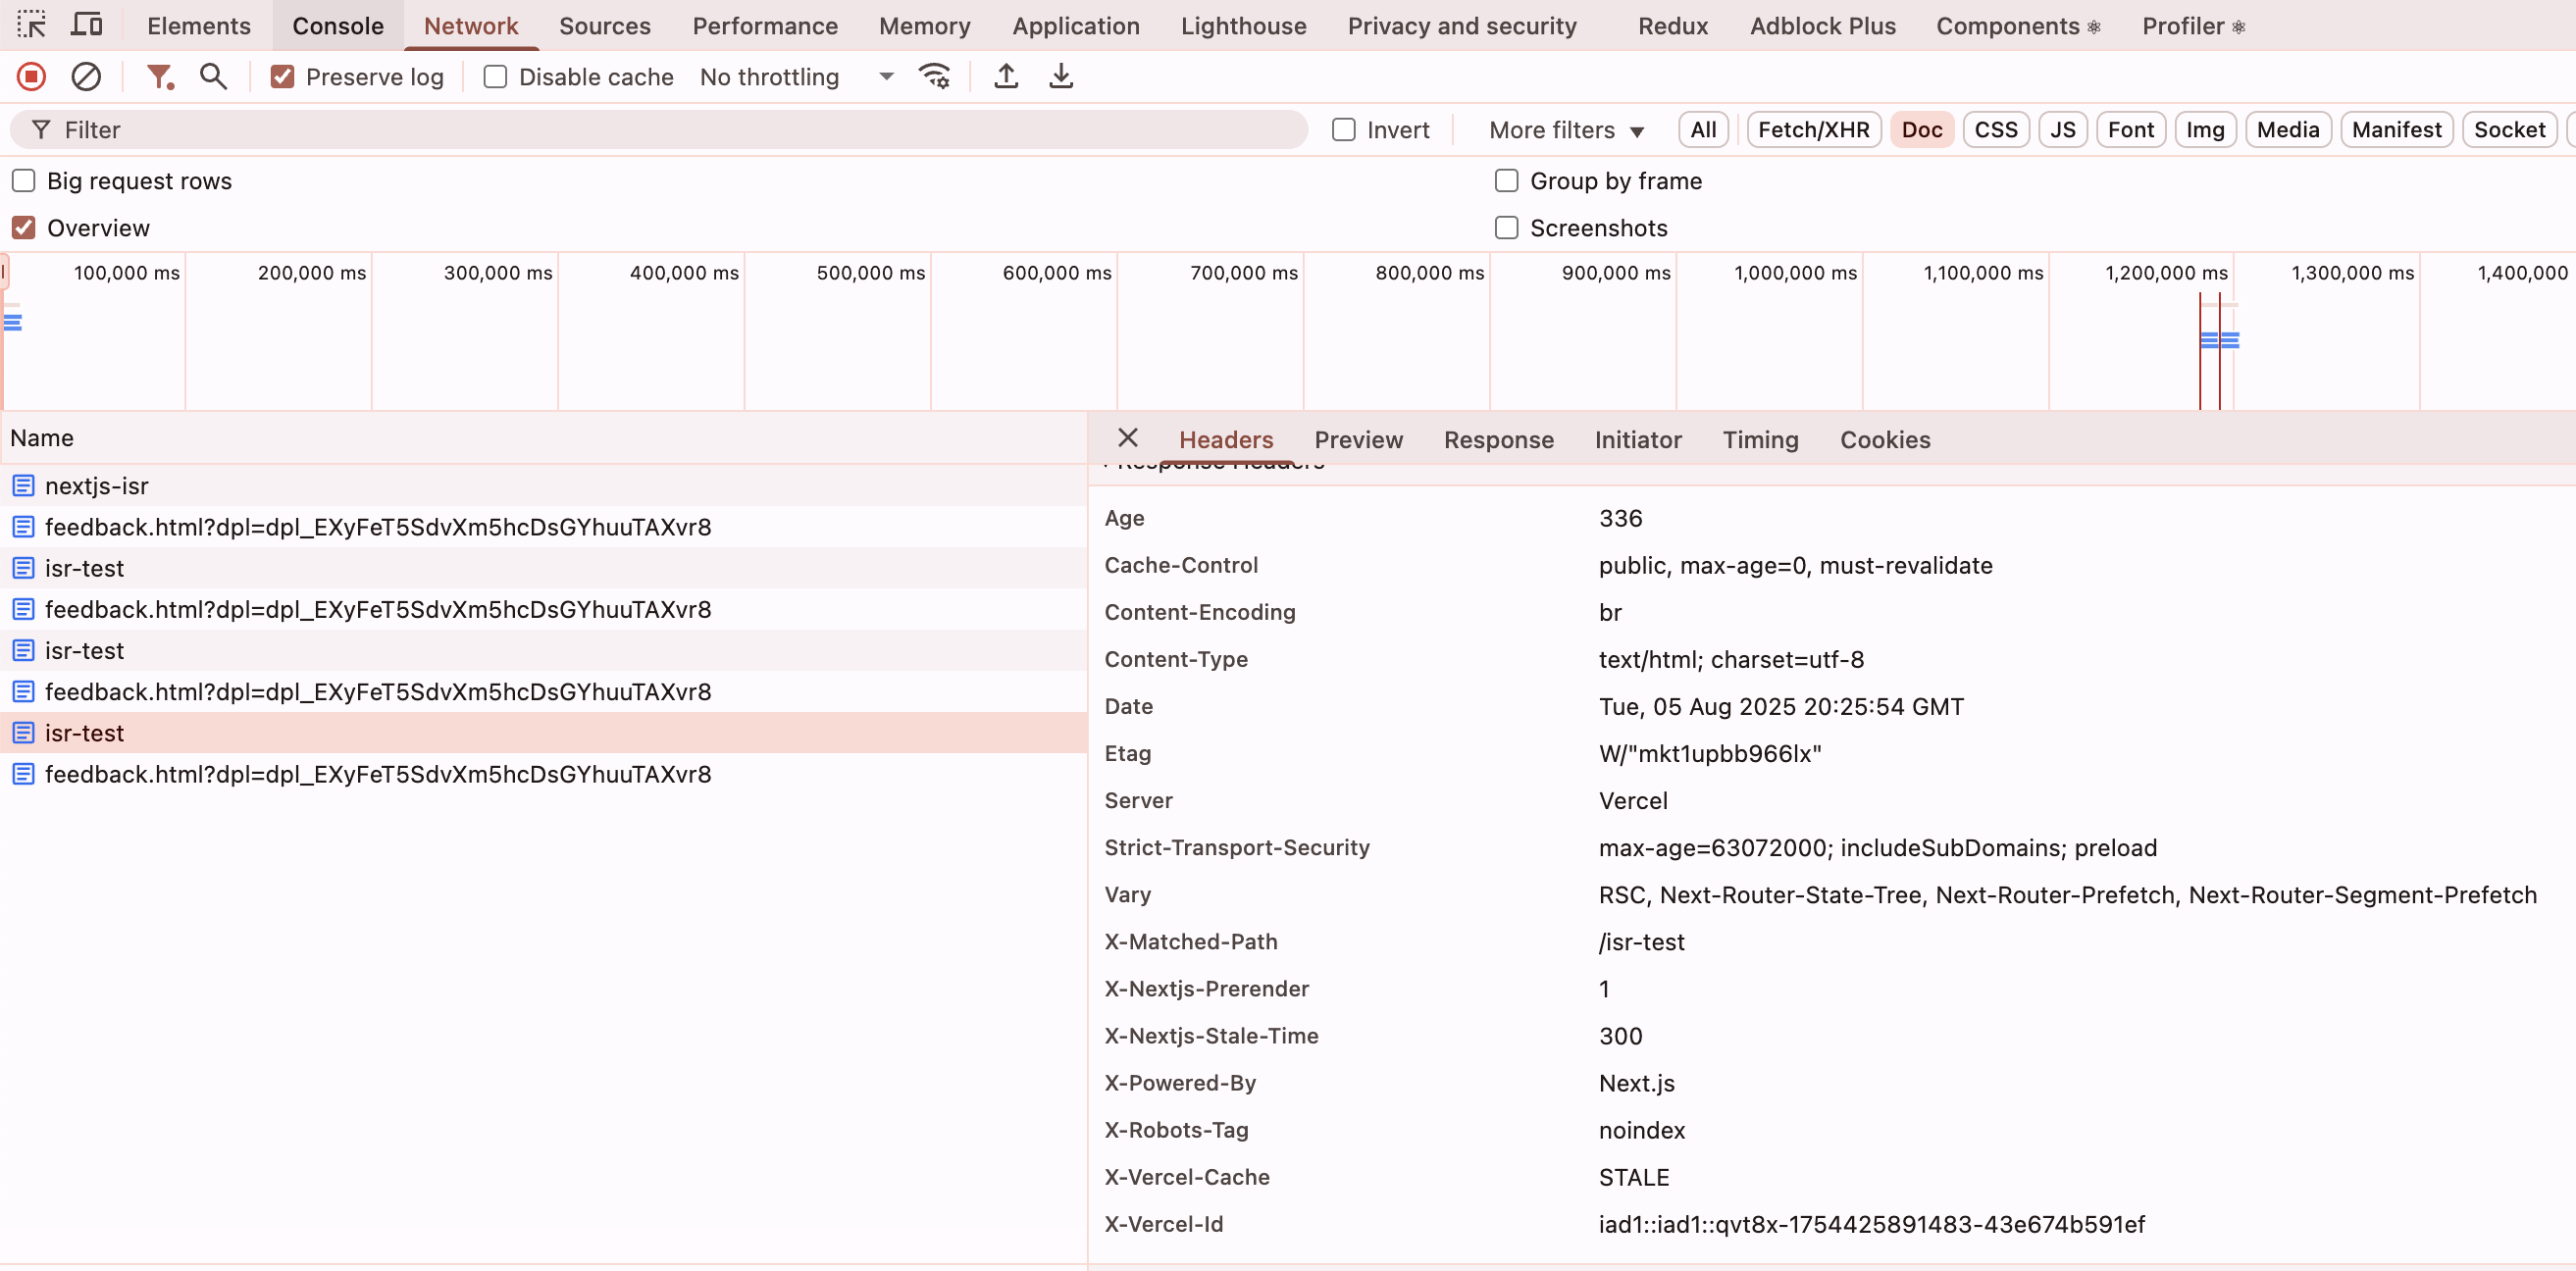 Elements Console Network Sources Performance Memory Application Lighthouse Privacy and security Redux Adblock Plus Components Profiler
Preserve log Disable cache No throttling
Filter Invert More filters All Fetch/XHR Doc CSS JS Font Img Media Manifest Socket
Big request rows Group by frame
Overview Screenshots
100,000 ms 200,000 ms 300,000 ms 400,000 ms 500,000 ms 600,000 ms 700,000 ms 800,000 ms 900,000 ms 1,000,000 ms 1,100,000 ms 1,200,000 ms 1,300,000 ms 1,400,000
Name
nextjs-isr
feedback.html?dpl=dpl_EXyFeT5SdvXm5hcDsGYhuuTAXvr8
isr-test
feedback.html?dpl=dpl_EXyFeT5SdvXm5hcDsGYhuuTAXvr8
isr-test
feedback.html?dpl=dpl_EXyFeT5SdvXm5hcDsGYhuuTAXvr8
isr-test
feedback.html?dpl=dpl_EXyFeT5SdvXm5hcDsGYhuuTAXvr8
Headers Preview Response Initiator Timing Cookies
Response Headers
Age 336
Cache-Control public, max-age=0, must-revalidate
Content-Encoding br
Content-Type text/html; charset=utf-8
Date Tue, 05 Aug 2025 20:25:54 GMT
Etag W/"mkt1upbb966lx"
Server Vercel
Strict-Transport-Security max-age=63072000; includeSubDomains; preload
Vary RSC, Next-Router-State-Tree, Next-Router-Prefetch, Next-Router-Segment-Prefetch
X-Matched-Path /isr-test
X-Nextjs-Prerender 1
X-Nextjs-Stale-Time 300
X-Powered-By Next.js
X-Robots-Tag noindex
X-Vercel-Cache STALE
X-Vercel-Id iad1::iad1::qvt8x-1754425891483-43e674b591ef